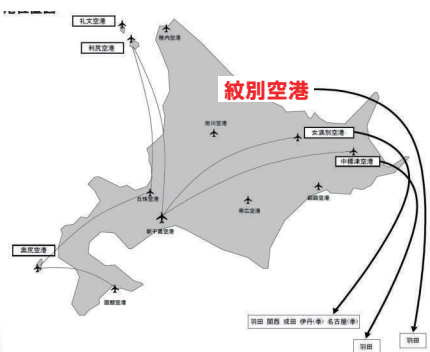 礼文空港
利尻空港
稚内空港
紋別空港
旭川空港
女満別空港
中標津空港
丘珠空港
釧路空港
帯広空港
新千歳空港
奥尻空港
函館空港
羽田 関西 成田 伊丹(季) 名古屋(季)
羽田
羽田